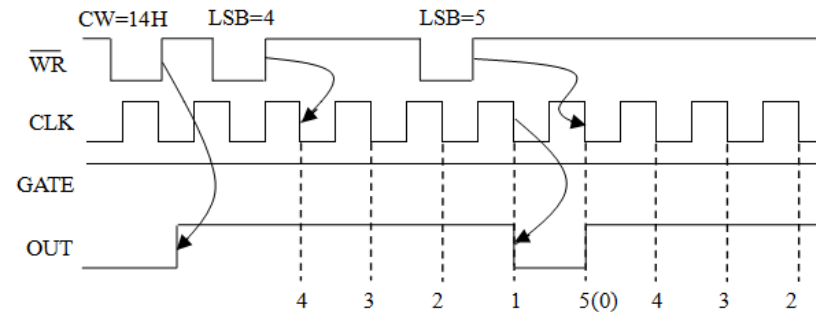 CW=14H LSB=4 LSB=5
WR
CLK
GATE
OUT
4 3 2 1 5(0) 4 3 2